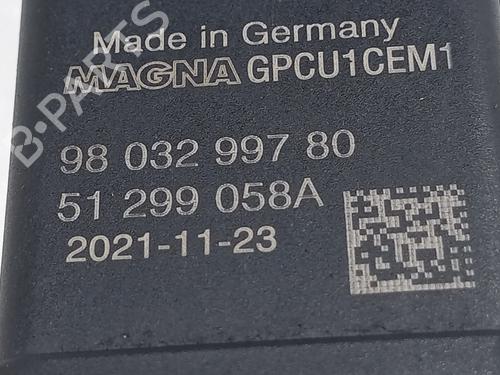 Made in Germany
MAGNA GPCU1CEM1
98 032 997 80
51 299 058A
2021-11-23
B-PARTS